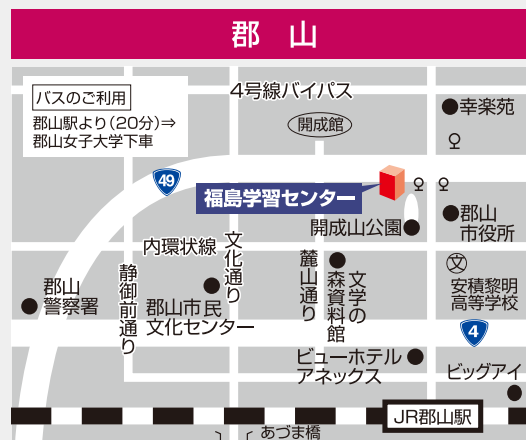 郡 山
バスのご利用
郡山駅より（20分）⇒
郡山女子大学下車
4号線バイパス
幸楽苑
開成館
49
福島学習センター
開成山公園
郡山
市役所
内環状線
文化通り
静御前通り
麓山通り
文学の
森資料館
文
安積黎明
高等学校
郡山
警察署
郡山市民
文化センター
4
ビューホテル
アネックス
ビッグアイ
JR郡山駅
あづま橋